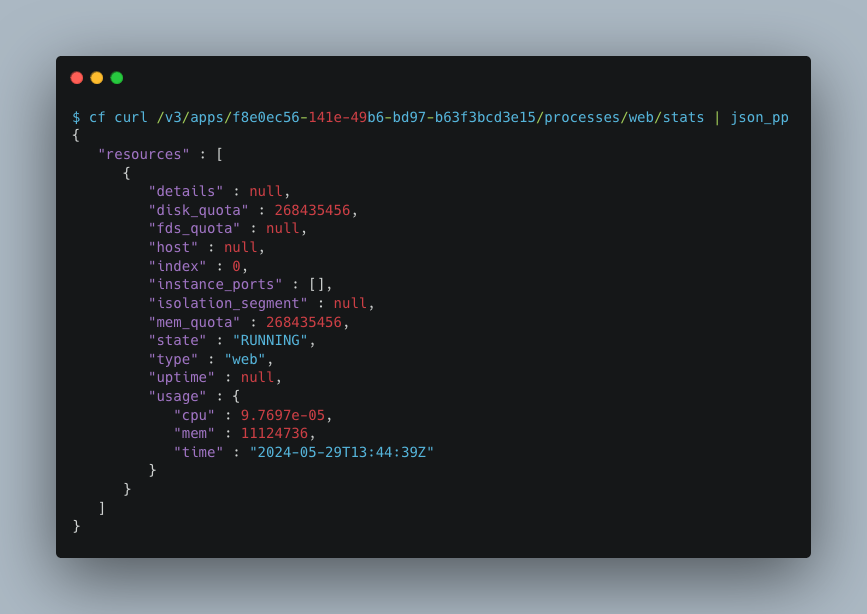 $ cf curl /v3/apps/f8e0ec56-141e-49b6-bd97-b63f3bcd3e15/processes/web/stats | json_pp
{
   "resources" : [
      {
         "details" : null,
         "disk_quota" : 268435456,
         "fds_quota" : null,
         "host" : null,
         "index" : 0,
         "instance_ports" : [],
         "isolation_segment" : null,
         "mem_quota" : 268435456,
         "state" : "RUNNING",
         "type" : "web",
         "uptime" : null,
         "usage" : {
            "cpu" : 9.7697e-05,
            "mem" : 11124736,
            "time" : "2024-05-29T13:44:39Z"
         }
      }
   ]
}